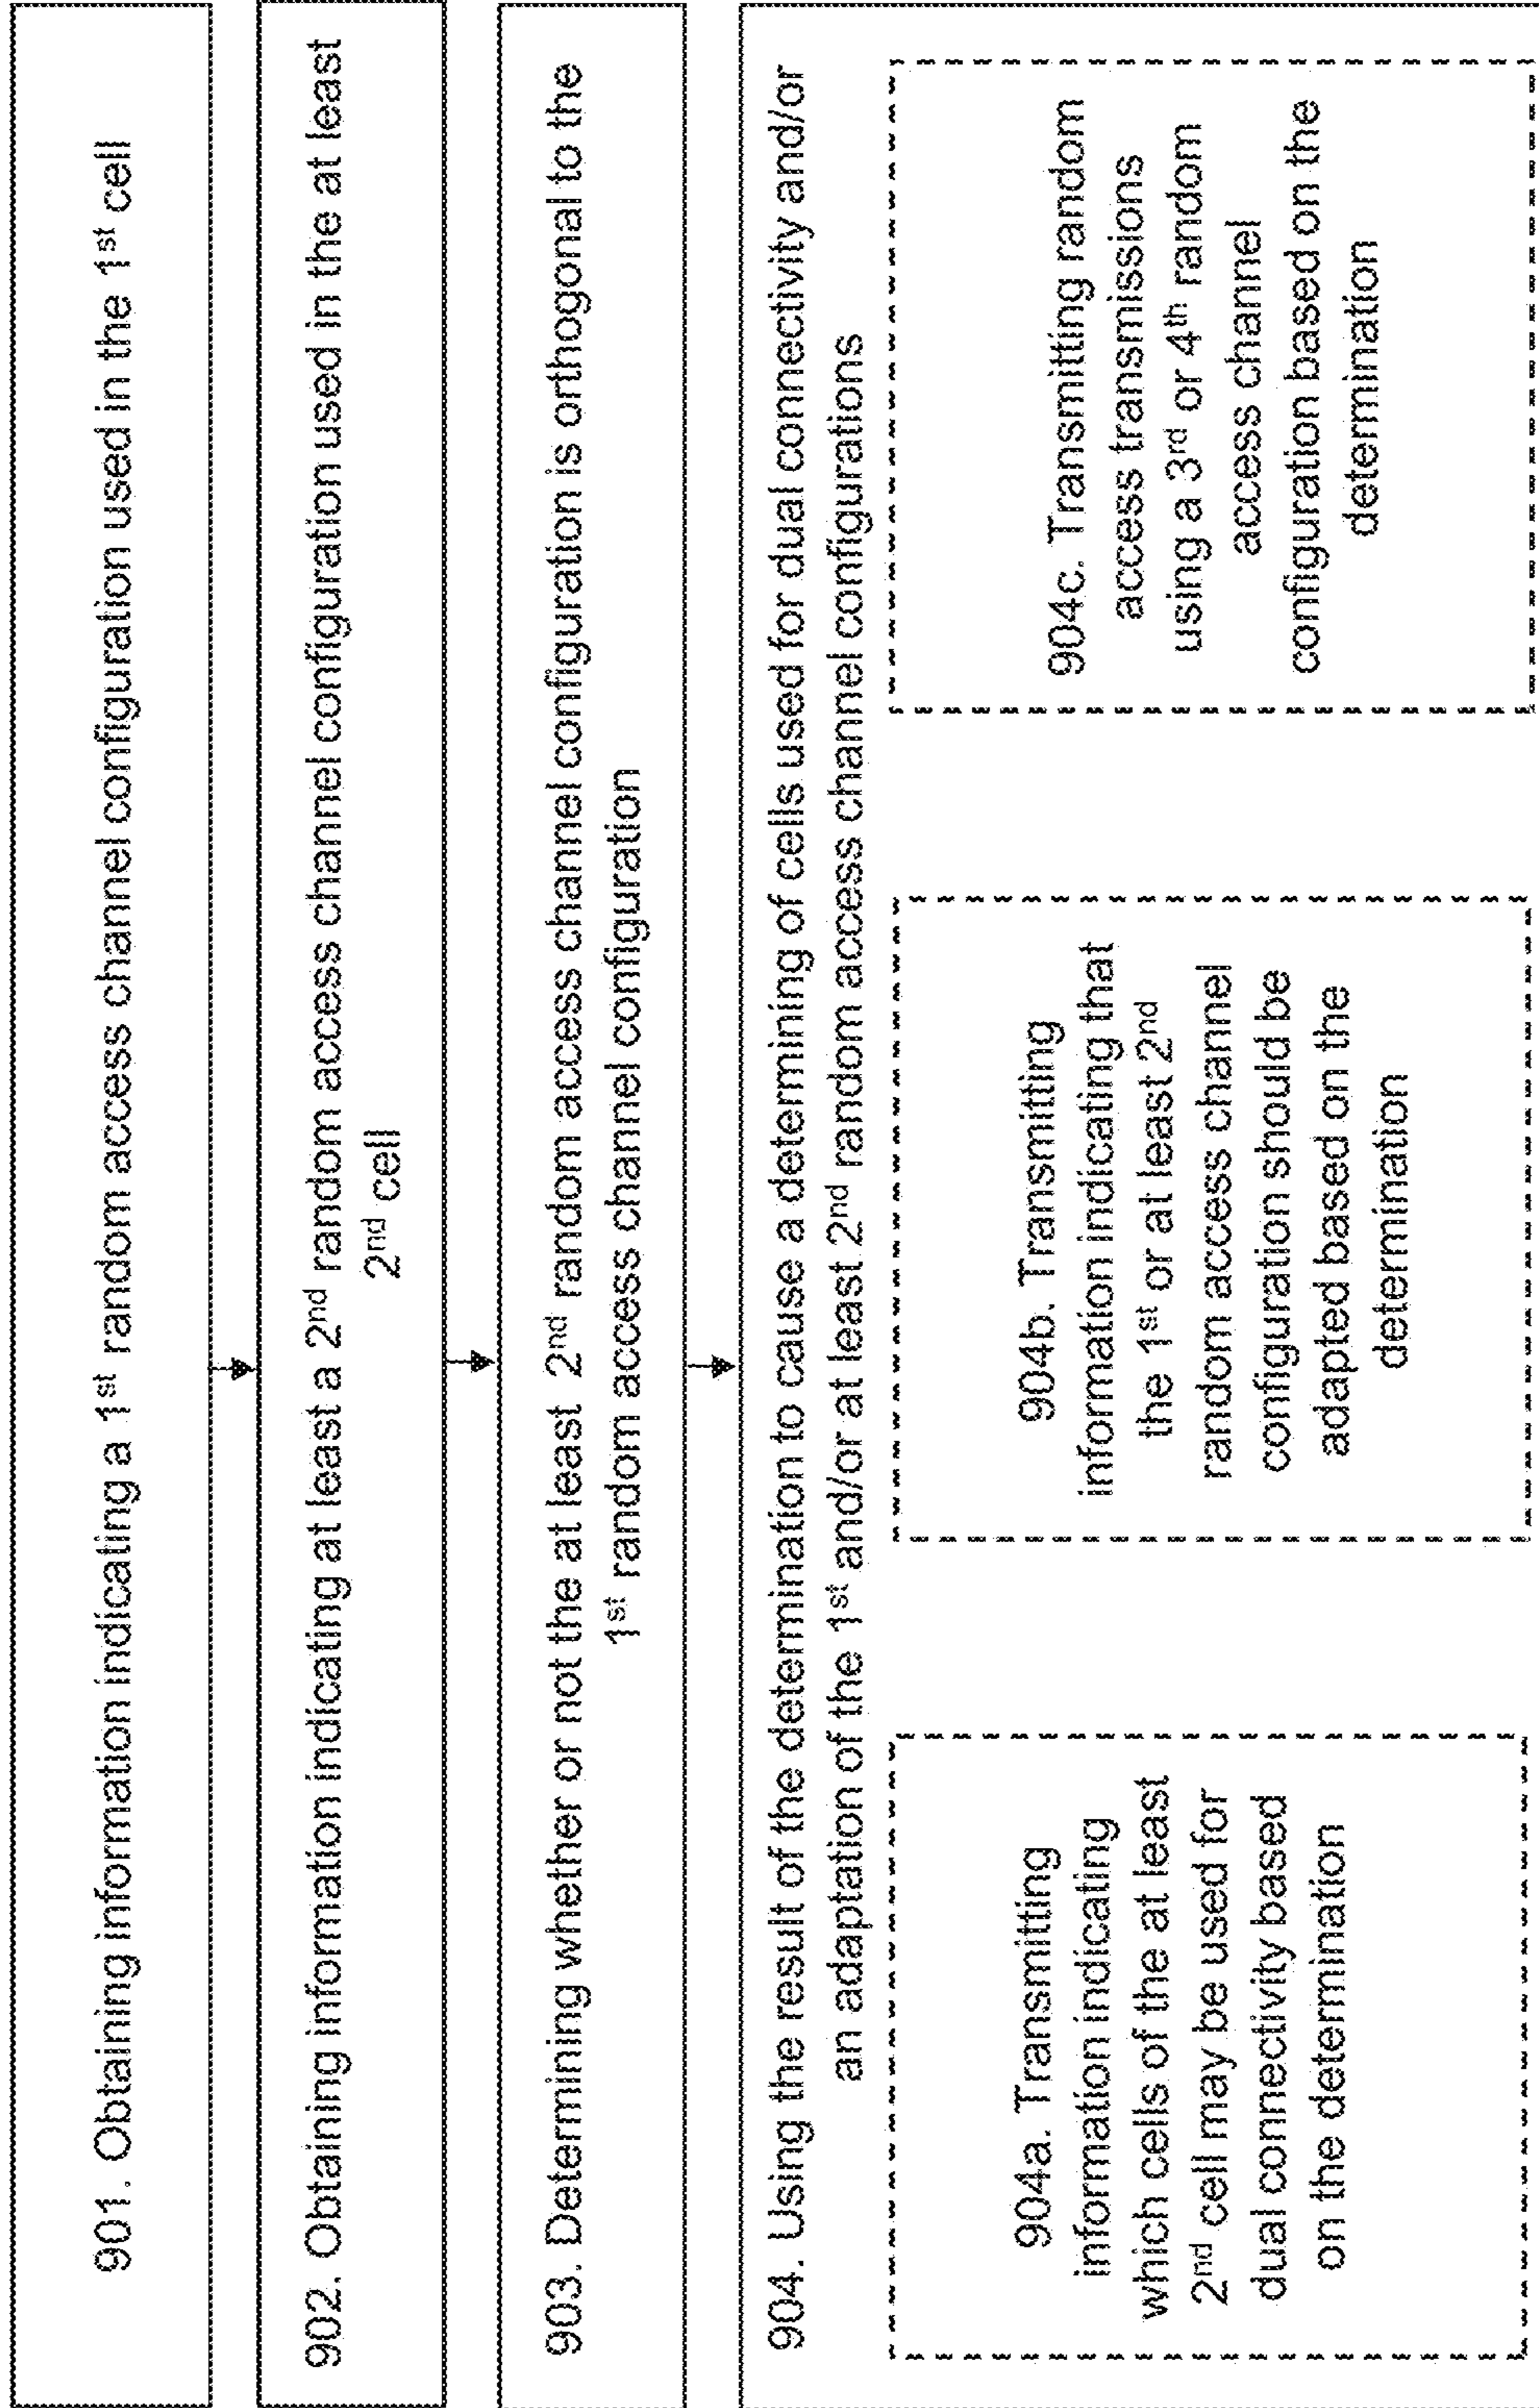 901. Obtaining information indicating a 1st random access channel configuration used in the 1st cell
902. Obtaining information indicating at least a 2nd random access channel configuration used in the at least
2nd cell
903. Determining whether or not the at least 2nd random access channel configuration is orthogonal to the
1st random access channel configuration
904. Using the result of the determination to cause a determining of cells used for dual connectivity and/or
an adaptation of the 1st and/or at least 2nd random access channel configurations
904a. Transmitting
information indicating
which cells of the at least
2nd cell may be used for
dual connectivity based
on the determination
904b. Transmitting
information indicating that
the 1st or at least 2nd
random access channel
configuration should be
adapted based on the
determination
904c. Transmitting random
access transmissions
using a 3rd or 4th random
access channel
configuration based on the
determination